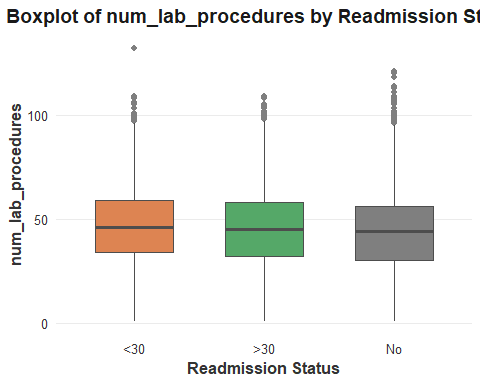 Boxplot of num_lab_procedures by Readmission St
num_lab_procedures
100
50
0
<30
>30
No
Readmission Status